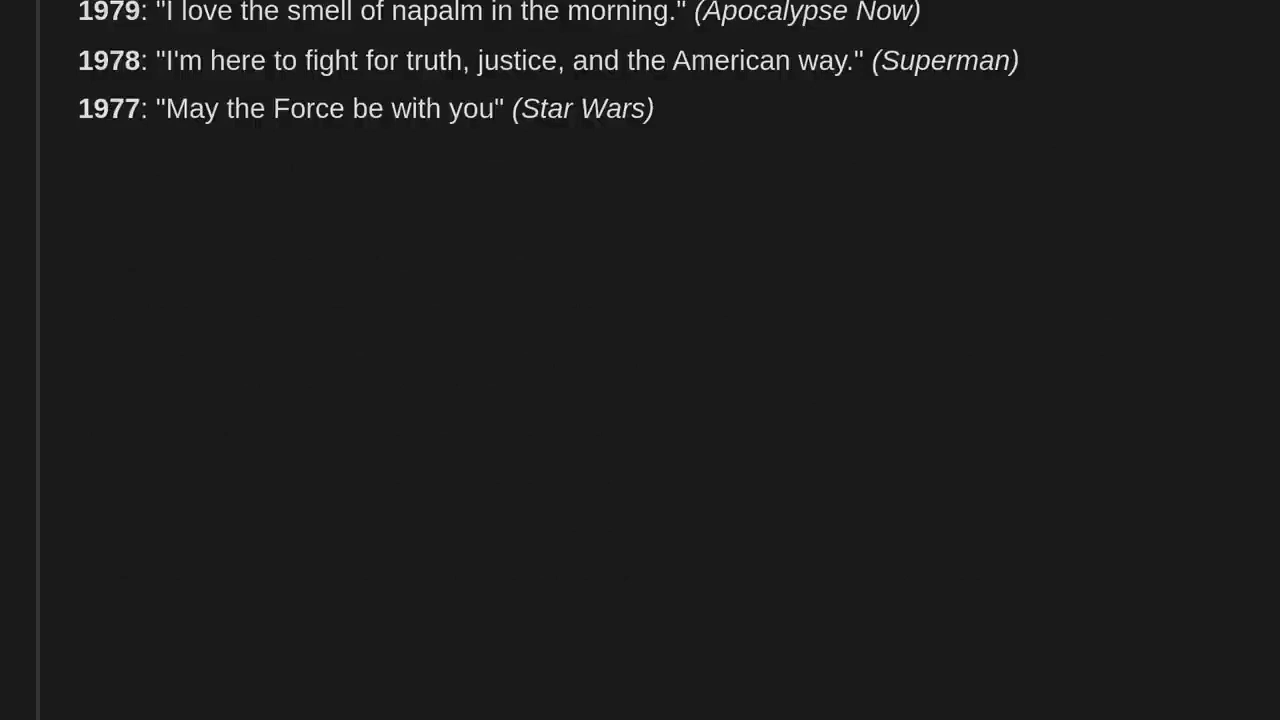 1979: "I love the smell of napalm in the morning." (Apocalypse Now)
1978: "I'm here to fight for truth, justice, and the American way." (Superman)
1977: "May the Force be with you" (Star Wars)